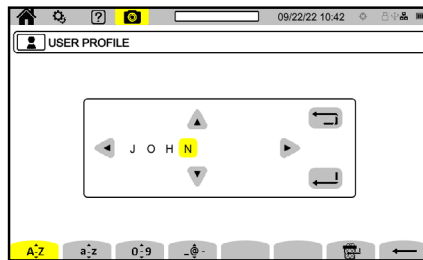 ? 09/22/22 10:42
USER PROFILE
J O H N
A-Z a-z 0-9 _@-